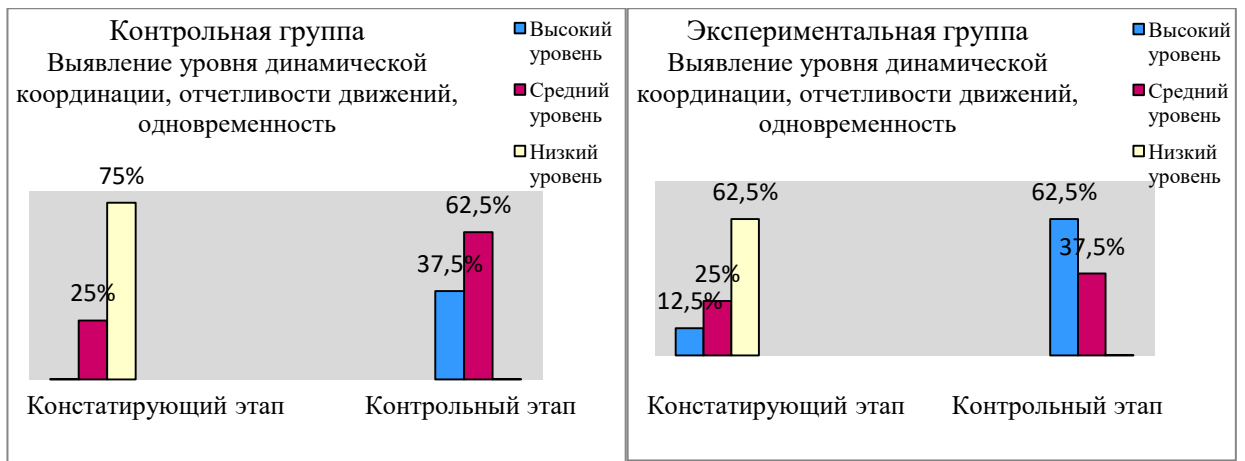 Контрольная группа
Выявление уровня динамической
координации, отчетливости движений,
одновременность
Высокий
уровень
Средний
уровень
Низкий
уровень
75%
25%
62,5%
37,5%
Констатирующий этап
Контрольный этап
Экспериментальная группа
Выявление уровня динамической
координации, отчетливости движений,
одновременность
Высокий
уровень
Средний
уровень
Низкий
уровень
62,5%
25%
12,5%
62,5%
37,5%
Констатирующий этап
Контрольный этап